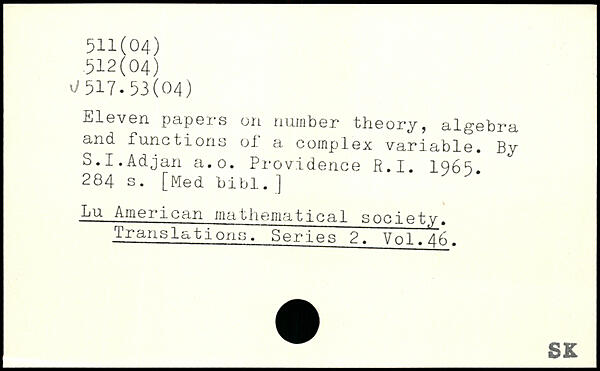 511(04)
512(04)
√ 517.53(04)
Eleven papers on number theory, algebra
and functions of a complex variable. By
S.I.Adjan a.o. Providence R.I. 1965.
284 s. [Med bibl.]
Lu American mathematical society.
Translations. Series 2. Vol.46.
SK